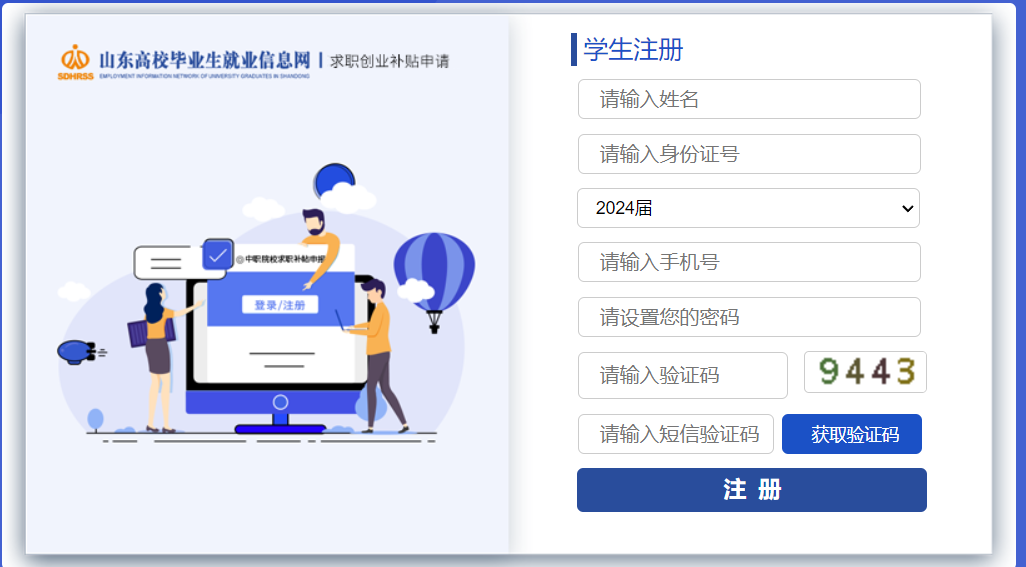 山东高校毕业生就业信息网 | 求职创业补贴申请
SDHRSS EMPLOYMENT INFORMATION NETWORK OF UNIVERSITY GRADUATES IN SHANDONG
@中职院校求职补贴申报
登录/注册
学生注册
请输入姓名
请输入身份证号
2024届
请输入手机号
请设置您的密码
请输入验证码
9443
请输入短信验证码
获取验证码
注 册